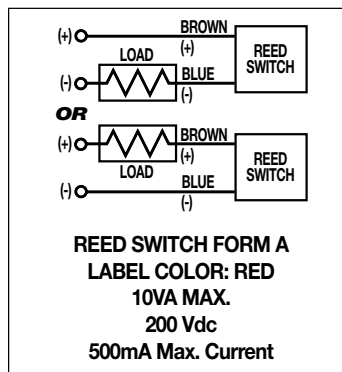 (+) BROWN
(+)
LOAD
REED
SWITCH
(-) BLUE
(-)
OR
(+) BROWN
(+)
LOAD
REED
SWITCH
BLUE
(-)
(-)
REED SWITCH FORM A
LABEL COLOR: RED
10VA MAX.
200 Vdc
500mA Max. Current